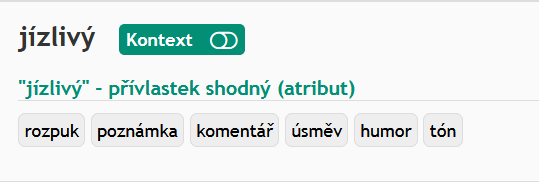 jízlivý Kontext
"jízlivý" - přívlastek shodný (atribut)
rozpuk poznámka komentář úsměv humor tón